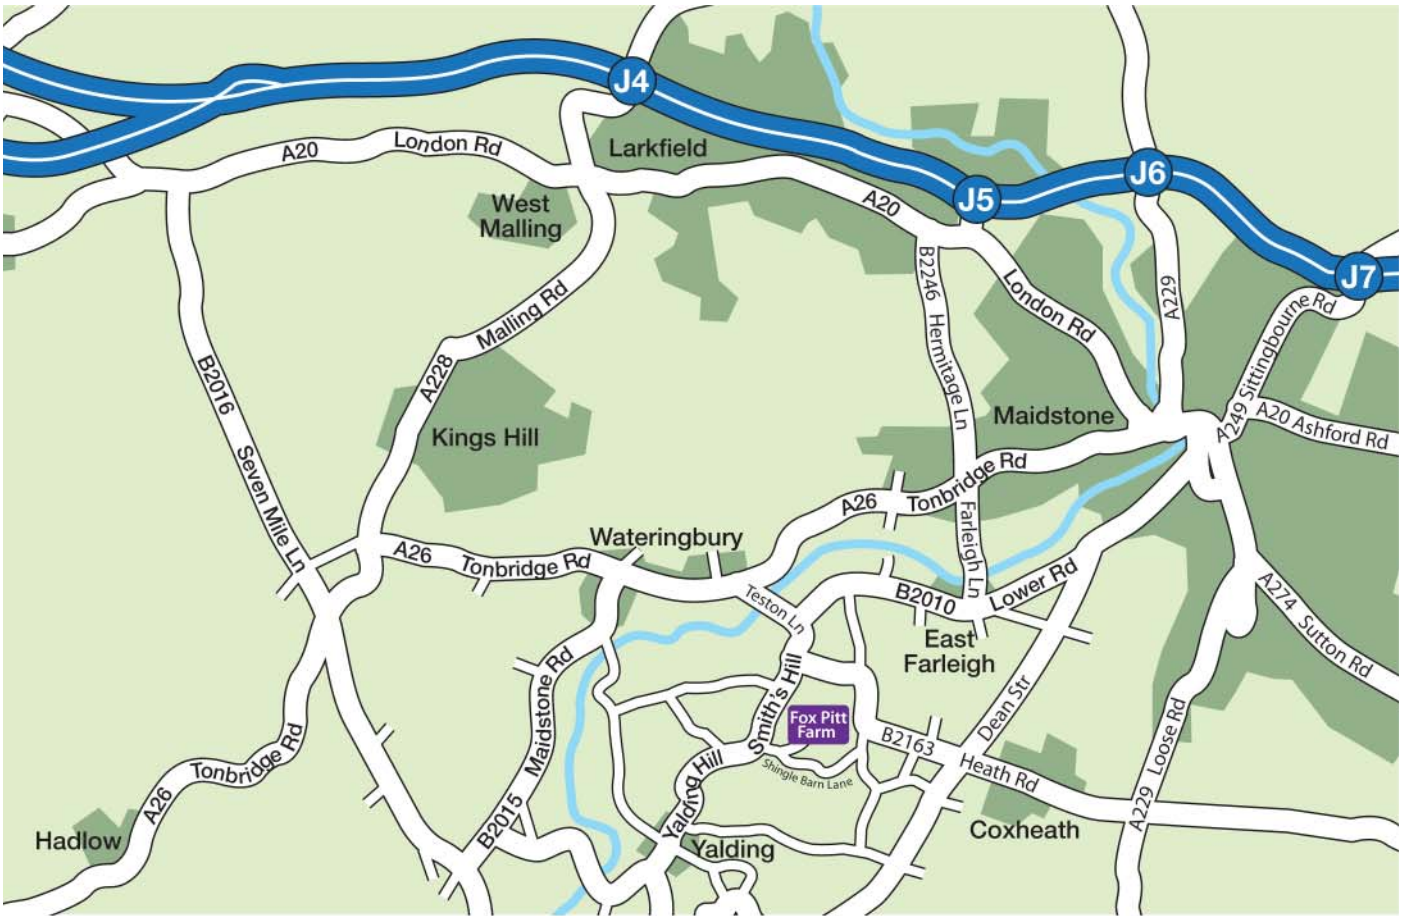 J4
A20
London Rd
Larkfield
J6
J5
West
Malling
A20
J7
B2246
Hermitage Ln
London Rd
A229
Malling Rd
A228
B2016
Sittingbourne Rd
A249
A20 Ashford Rd
Kings Hill
Maidstone
Seven Mile Ln
A26
Tonbridge Rd
Wateringbury
A26
Tonbridge Rd
Farleigh Ln
Teston Ln
B2010
Lower Rd
A274
Sutton Rd
East
Farleigh
Maidstone Rd
Smith's Hill
Dean Str
Fox Pitt
Farm
B2163
Heath Rd
Loose Rd
A229
Tonbridge Rd
A26
Yalding Hill
Shingle Barn Lane
B2015
Hadlow
Coxheath
Yalding